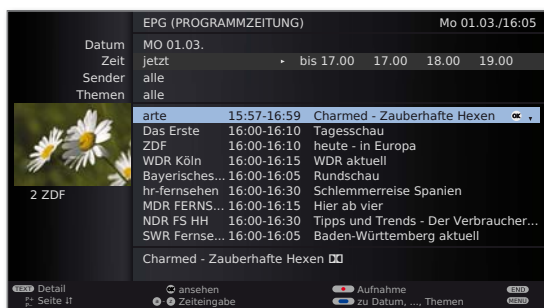 EPG (PROGRAMMZEITUNG) Mo 01.03./16:05
Datum MO 01.03.
Zeit jetzt bis 17.00 17.00 18.00 19.00
Sender alle
Themen alle
arte 15:57-16:59 Charmed - Zauberhafte Hexen OK
Das Erste 16:00-16:10 Tagesschau
ZDF 16:00-16:10 heute - in Europa
WDR Köln 16:00-16:15 WDR aktuell
Bayerisches... 16:00-16:05 Rundschau
hr-fernsehen 16:00-16:30 Schlemmerreise Spanien
MDR FERNS... 16:00-16:15 Hier ab vier
NDR FS HH 16:00-16:30 Tipps und Trends - Der Verbraucher...
SWR Fernse... 16:00-16:05 Baden-Württemberg aktuell
2 ZDF
Charmed - Zauberhafte Hexen
TEXT Detail OK ansehen Aufnahme END
P+ P- Seite 0-9 Zeiteingabe zu Datum, ..., Themen MENU